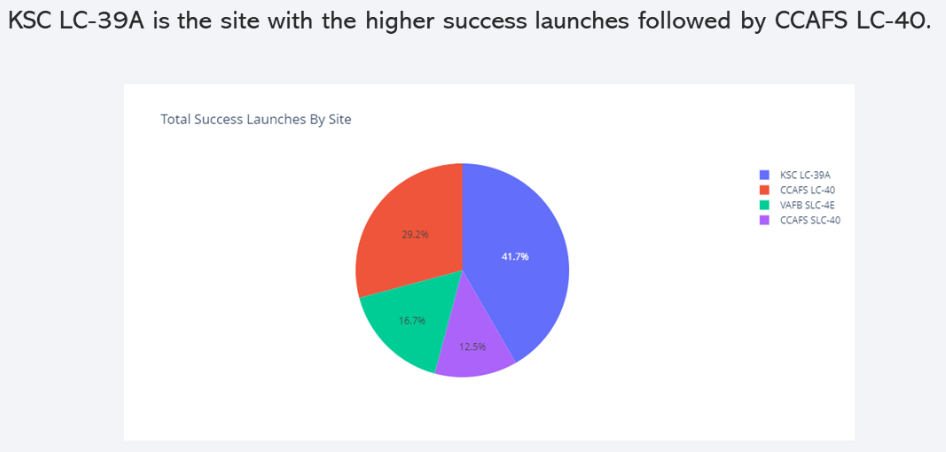 KSC LC-39A is the site with the higher success launches followed by CCAFS LC-40.
Total Success Launches By Site
KSC LC-39A
CCAFS LC-40
VAFB SLC-4E
CCAFS SLC-40
29.2%
41.7%
16.7%
12.5%